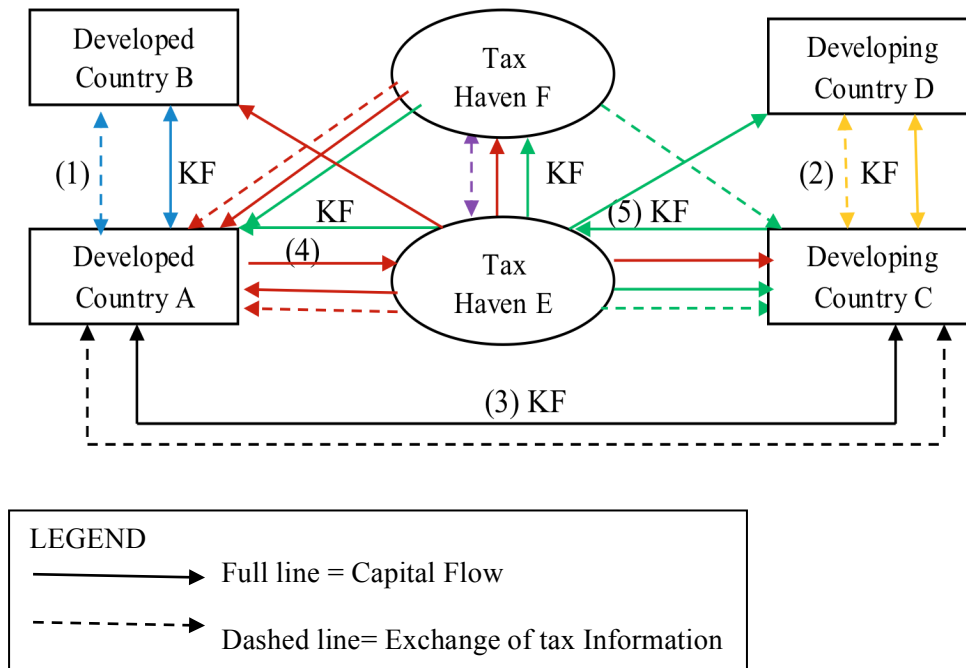 Developed
Country B
Tax
Haven F
Developing
Country D
(1)
KF
KF
(2)
KF
KF
(5) KF
(4)
Developed
Country A
Tax
Haven E
Developing
Country C
(3) KF
LEGEND
Full line = Capital Flow
Dashed line= Exchange of tax Information